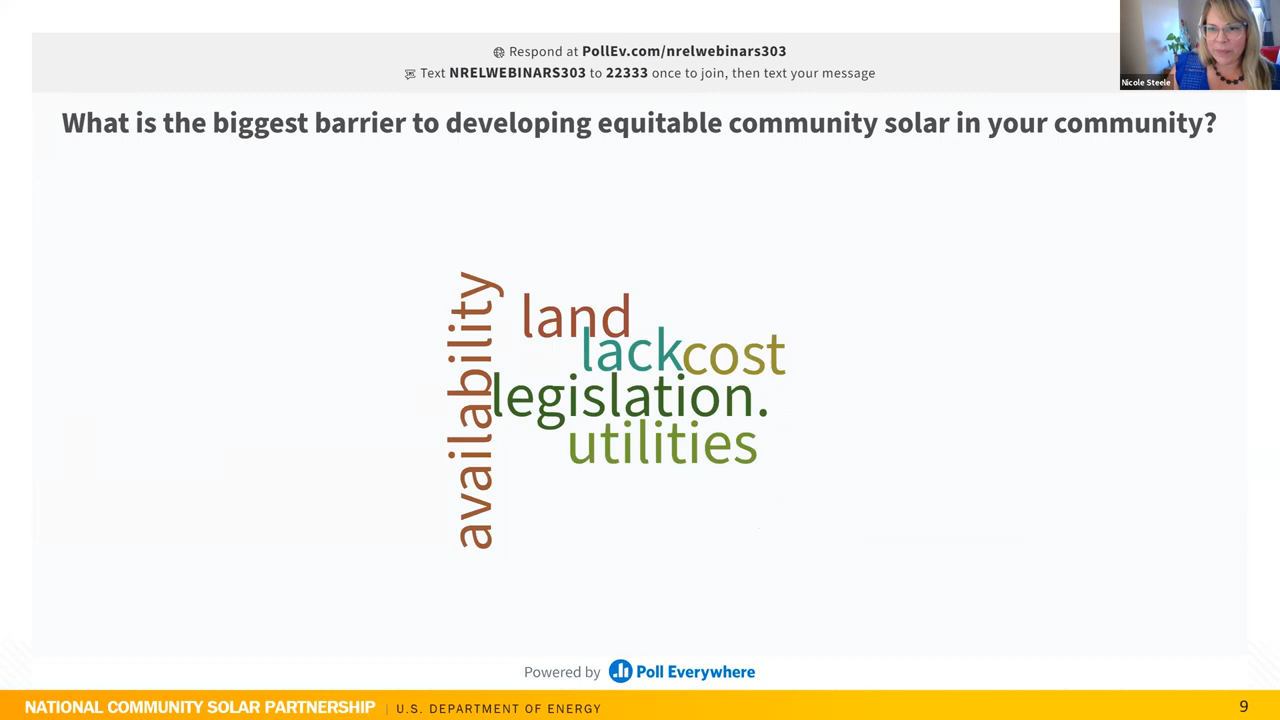 Respond at PollEv.com/nrelwebinars303
Text NRELWEBINARS303 to 22333 once to join, then text your message
Nicole Steele
What is the biggest barrier to developing equitable community solar in your community?
availability
land
lack
cost
legislation.
utilities
Powered by Poll Everywhere
NATIONAL COMMUNITY SOLAR PARTNERSHIP | U.S. DEPARTMENT OF ENERGY
9